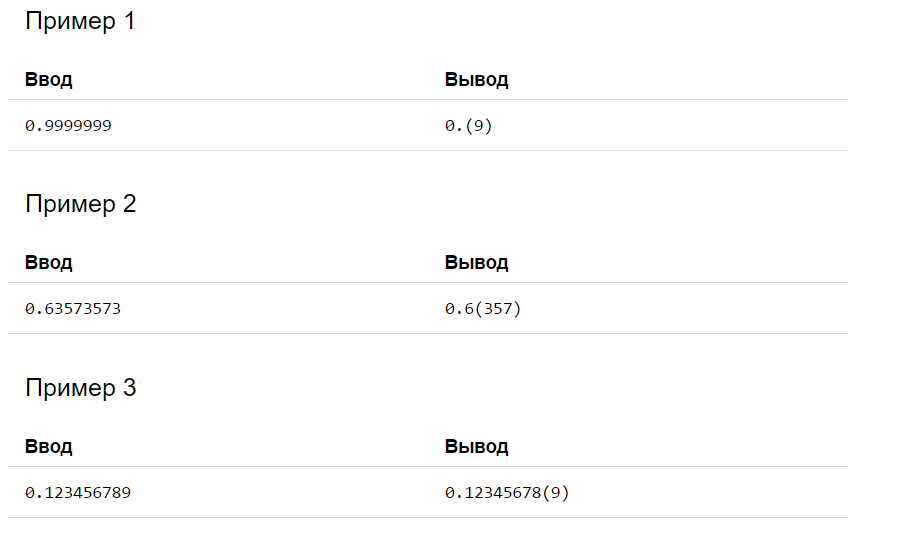 Пример 1
Ввод Вывод
0.9999999 0.(9)
Пример 2
Ввод Вывод
0.63573573 0.6(357)
Пример 3
Ввод Вывод
0.123456789 0.12345678(9)